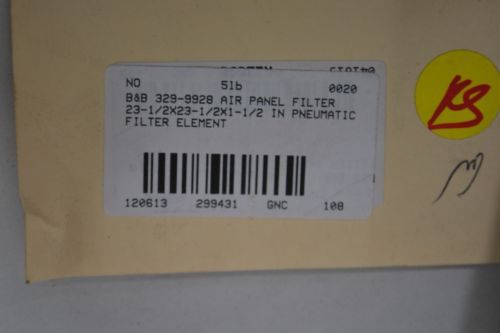 NO 5lb 0020
B&B 329-9928 AIR PANEL FILTER
23-1/2X23-1/2X1-1/2 IN PNEUMATIC
FILTER ELEMENT
120613 299431 GNC 108